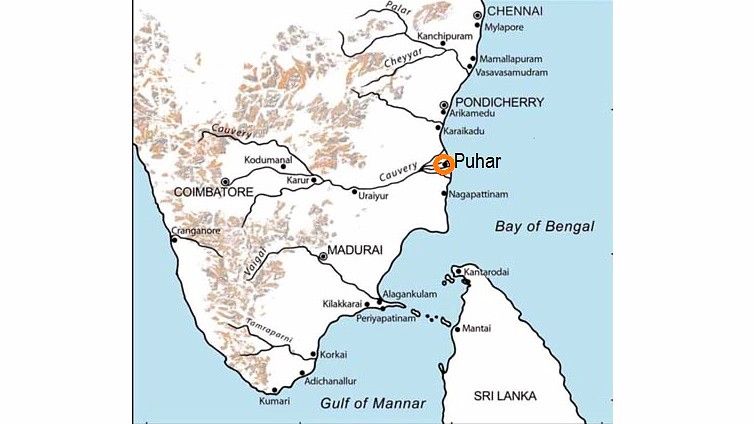 Palar
CHENNAI
Mylapore
Kanchipuram
Cheyyar
Mamallapuram
Vasavasamudram
PONDICHERRY
Arikamedu
Karaikadu
Cauvery
Kodumanal
Puhar
Karur
Cauvery
COIMBATORE
Uraiyur
Nagapattinam
Bay of Bengal
Cranganore
MADURAI
Vaigai
Kantarodai
Alagankulam
Kilakkarai
Periyapatinam
Tamraparni
Mantai
Korkai
Adichanallur
Kumari
Gulf of Mannar
SRI LANKA